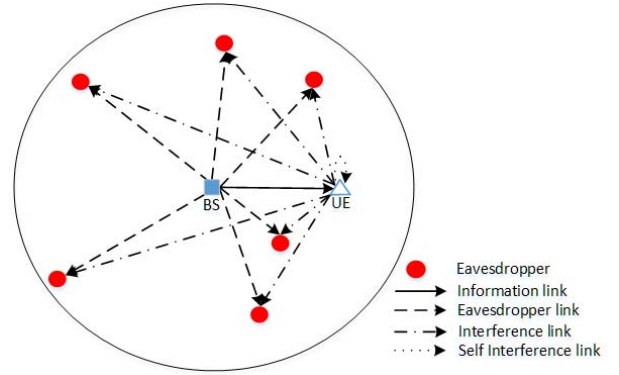 BS
UE
Eavesdropper
Information link
Eavesdropper link
Interference link
Self Interference link